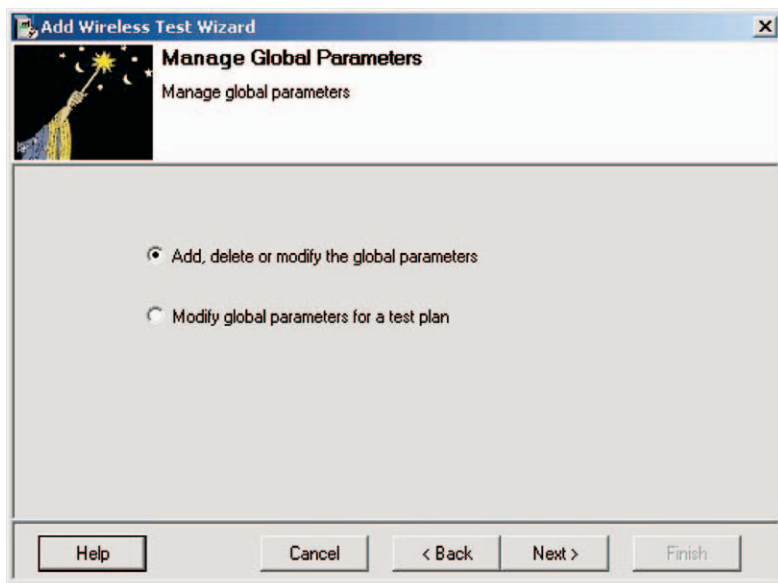 Add Wireless Test Wizard
Manage Global Parameters
Manage global parameters
Add, delete or modify the global parameters
Modify global parameters for a test plan
Help
Cancel
< Back
Next >
Finish